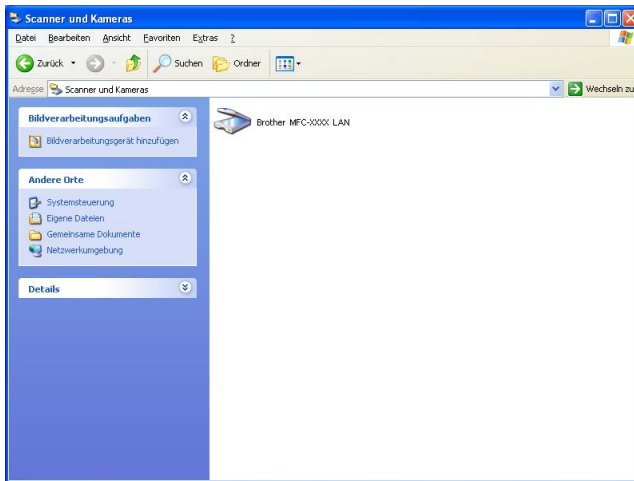 Scanner und Kameras
Datei Bearbeiten Ansicht Favoriten Extras ?
Zurück Suchen Ordner
Adresse Scanner und Kameras Wechseln zu
Bildverarbeitungsaufgaben
Bildverarbeitungsgerät hinzufügen
Andere Orte
Systemsteuerung
Eigene Dateien
Gemeinsame Dokumente
Netzwerkumgebung
Details
Brother MFC-XXXX LAN